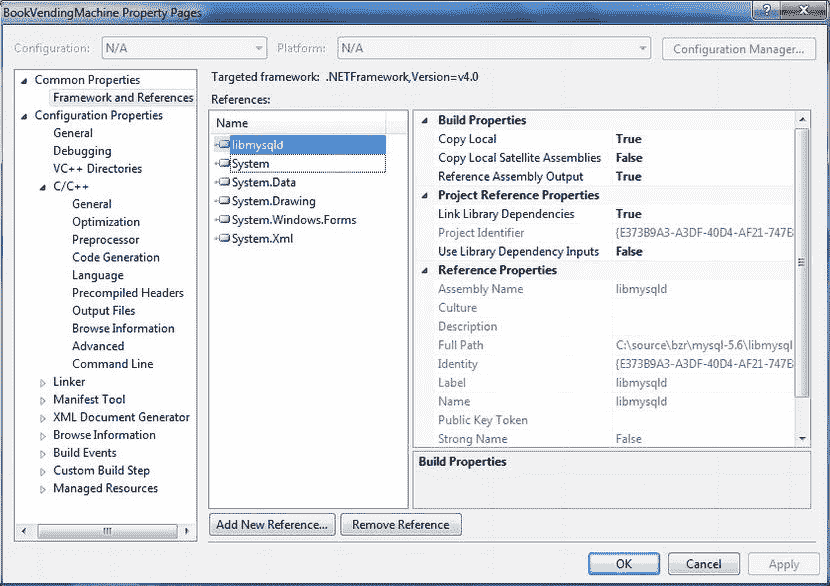 BookVendingMachine Property Pages
Configuration: N/A Platform: N/A Configuration Manager...
Common Properties
Framework and References
Configuration Properties
General
Debugging
VC++ Directories
C/C++
General
Optimization
Preprocessor
Code Generation
Language
Precompiled Headers
Output Files
Browse Information
Advanced
Command Line
Linker
Manifest Tool
XML Document Generator
Browse Information
Build Events
Custom Build Step
Managed Resources
Targeted framework: .NETFramework,Version=v4.0
References:
Name
libmysqld
System
System.Data
System.Drawing
System.Windows.Forms
System.Xml
Add New Reference... Remove Reference
Build Properties
Copy Local True
Copy Local Satellite Assemblies False
Reference Assembly Output True
Project Reference Properties
Link Library Dependencies True
Project Identifier {E373B9A3-A3DF-40D4-AF21-747B
Use Library Dependency Inputs False
Reference Properties
Assembly Name libmysqld
Culture
Description
Full Path C:\source\bzr\mysql-5.6\libmysql
Identity {E373B9A3-A3DF-40D4-AF21-747B
Label libmysqld
Name libmysqld
Public Key Token
Strong Name False
Build Properties
OK Cancel Apply